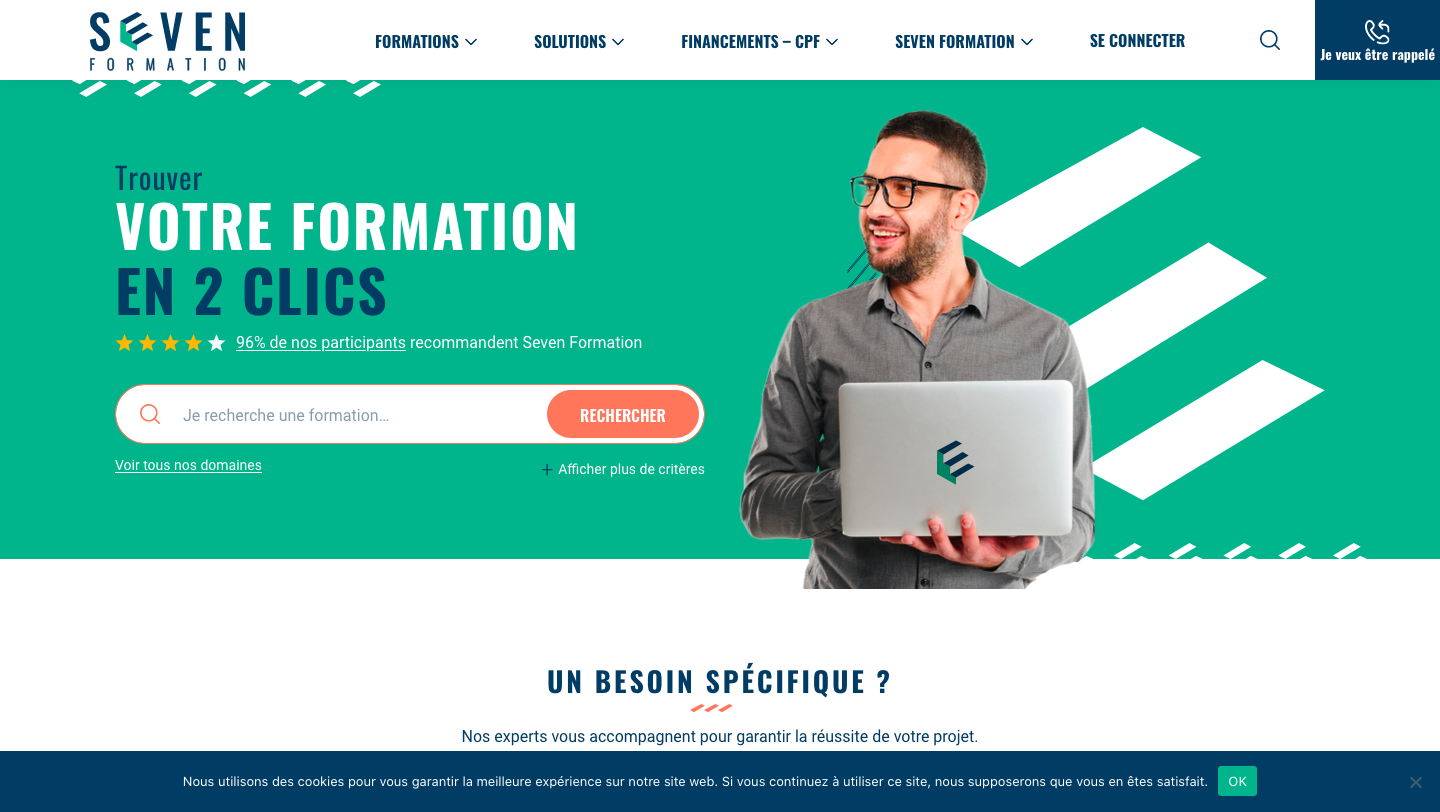 SEVEN
FORMATION
FORMATIONS
SOLUTIONS
FINANCEMENTS – CPF
SEVEN FORMATION
SE CONNECTER
Je veux être rappelé
Trouver
VOTRE FORMATION
EN 2 CLICS
96% de nos participants recommandent Seven Formation
Je recherche une formation...
RECHERCHER
Voir tous nos domaines
Afficher plus de critères
UN BESOIN SPÉCIFIQUE ?
Nos experts vous accompagnent pour garantir la réussite de votre projet.
Nous utilisons des cookies pour vous garantir la meilleure expérience sur notre site web. Si vous continuez à utiliser ce site, nous supposerons que vous en êtes satisfait.
OK